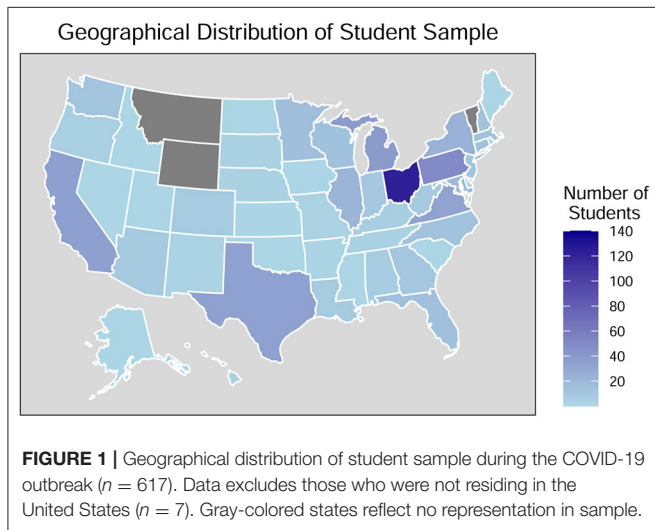 Geographical Distribution of Student Sample
Number of
Students
140
120
100
80
60
40
20
FIGURE 1 | Geographical distribution of student sample during the COVID-19
outbreak (n = 617). Data excludes those who were not residing in the
United States (n = 7). Gray-colored states reflect no representation in sample.